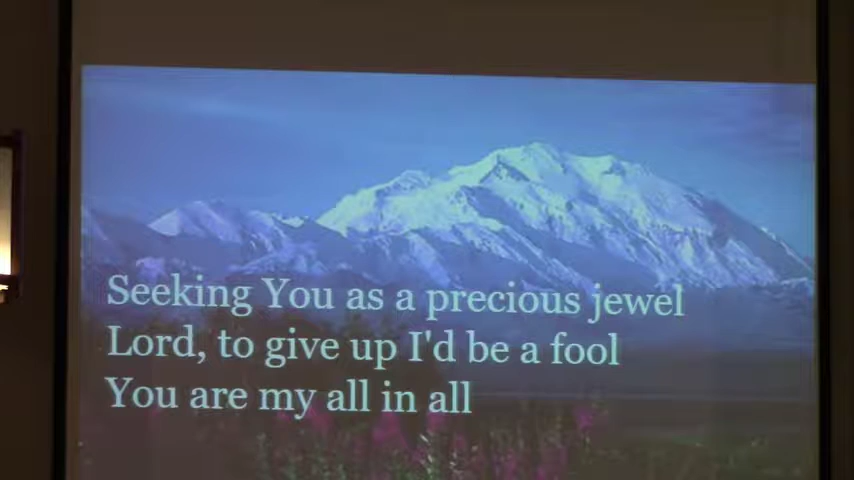 Seeking You as a precious jewel
Lord, to give up I'd be a fool
You are my all in all